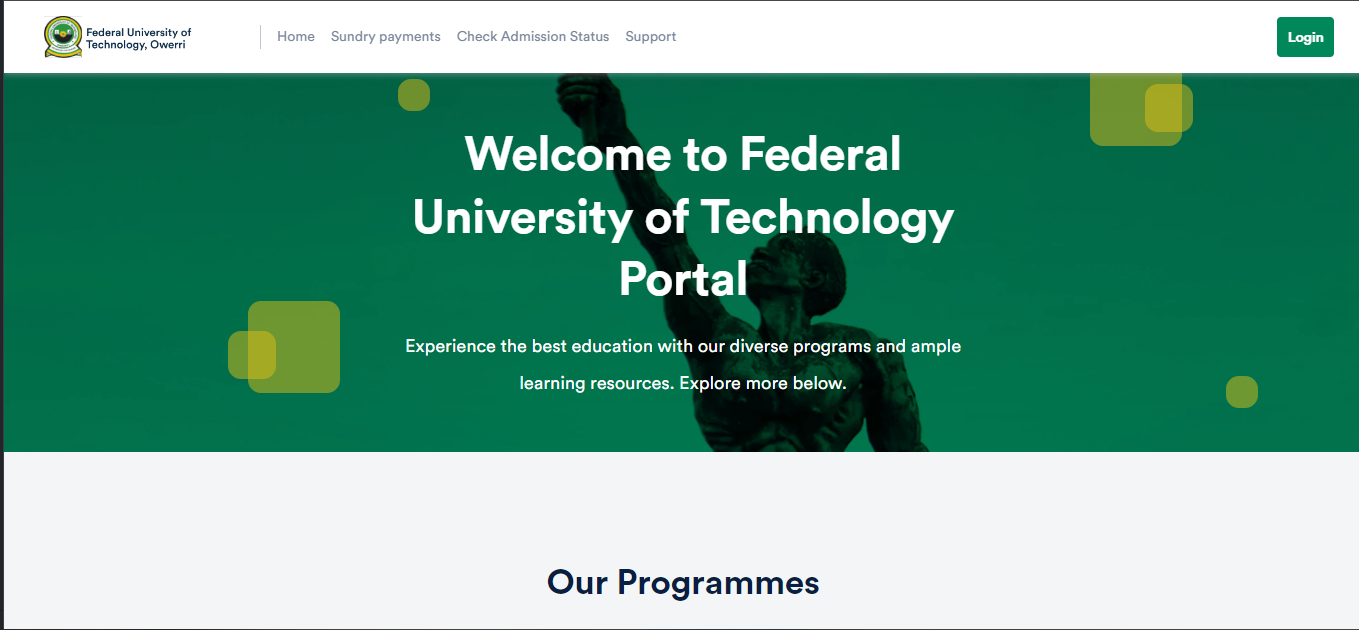 Federal University of
Technology, Owerri
Home
Sundry payments
Check Admission Status
Support
Login
Welcome to Federal
University of Technology
Portal
Experience the best education with our diverse programs and ample
learning resources. Explore more below.
Our Programmes